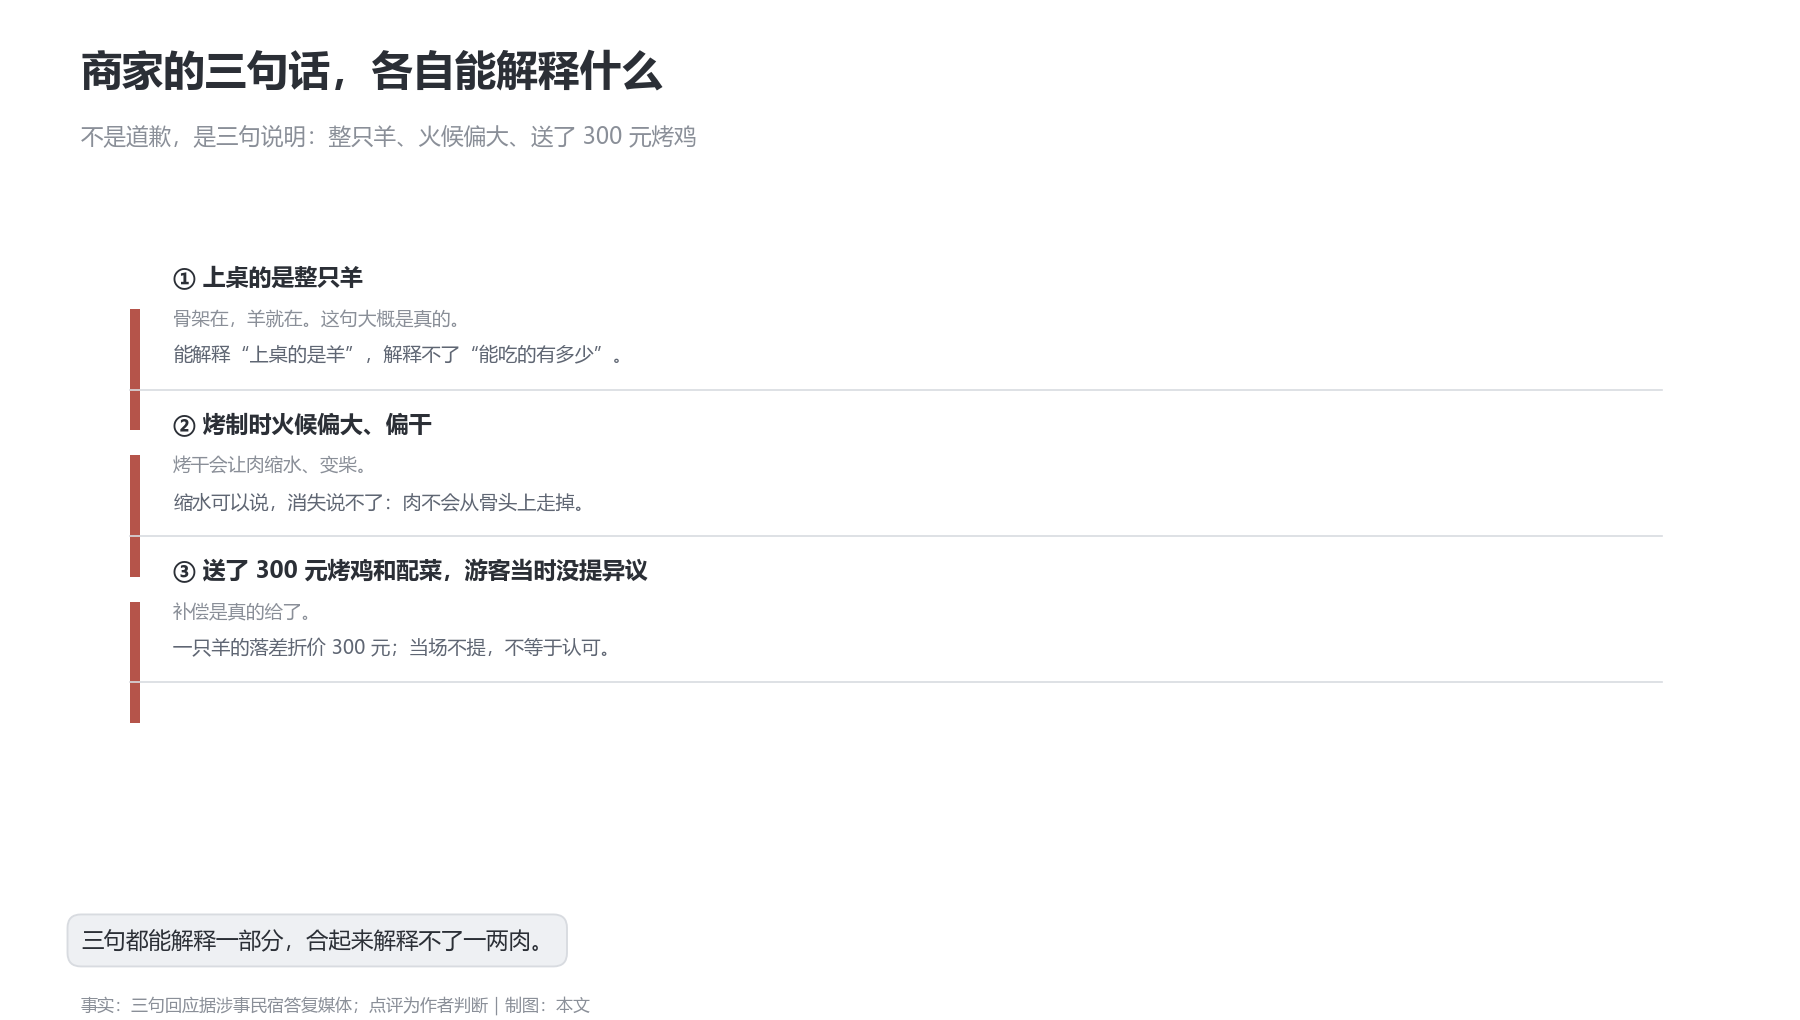 商家的三句话，各自能解释什么
不是道歉，是三句说明：整只羊、火候偏大、送了 300 元烤鸡
① 上桌的是整只羊
骨架在，羊就在。这句大概是真的。
能解释“上桌的是羊”，解释不了“能吃的有多少”。
② 烤制时火候偏大、偏干
烤干会让肉缩水、变柴。
缩水可以说，消失说不了：肉不会从骨头上走掉。
③ 送了 300 元烤鸡和配菜，游客当时没提异议
补偿是真的给了。
一只羊的落差折价 300 元；当场不提，不等于认可。
三句都能解释一部分，合起来解释不了一两肉。
事实：三句回应据涉事民宿答复媒体；点评为作者判断 | 制图：本文